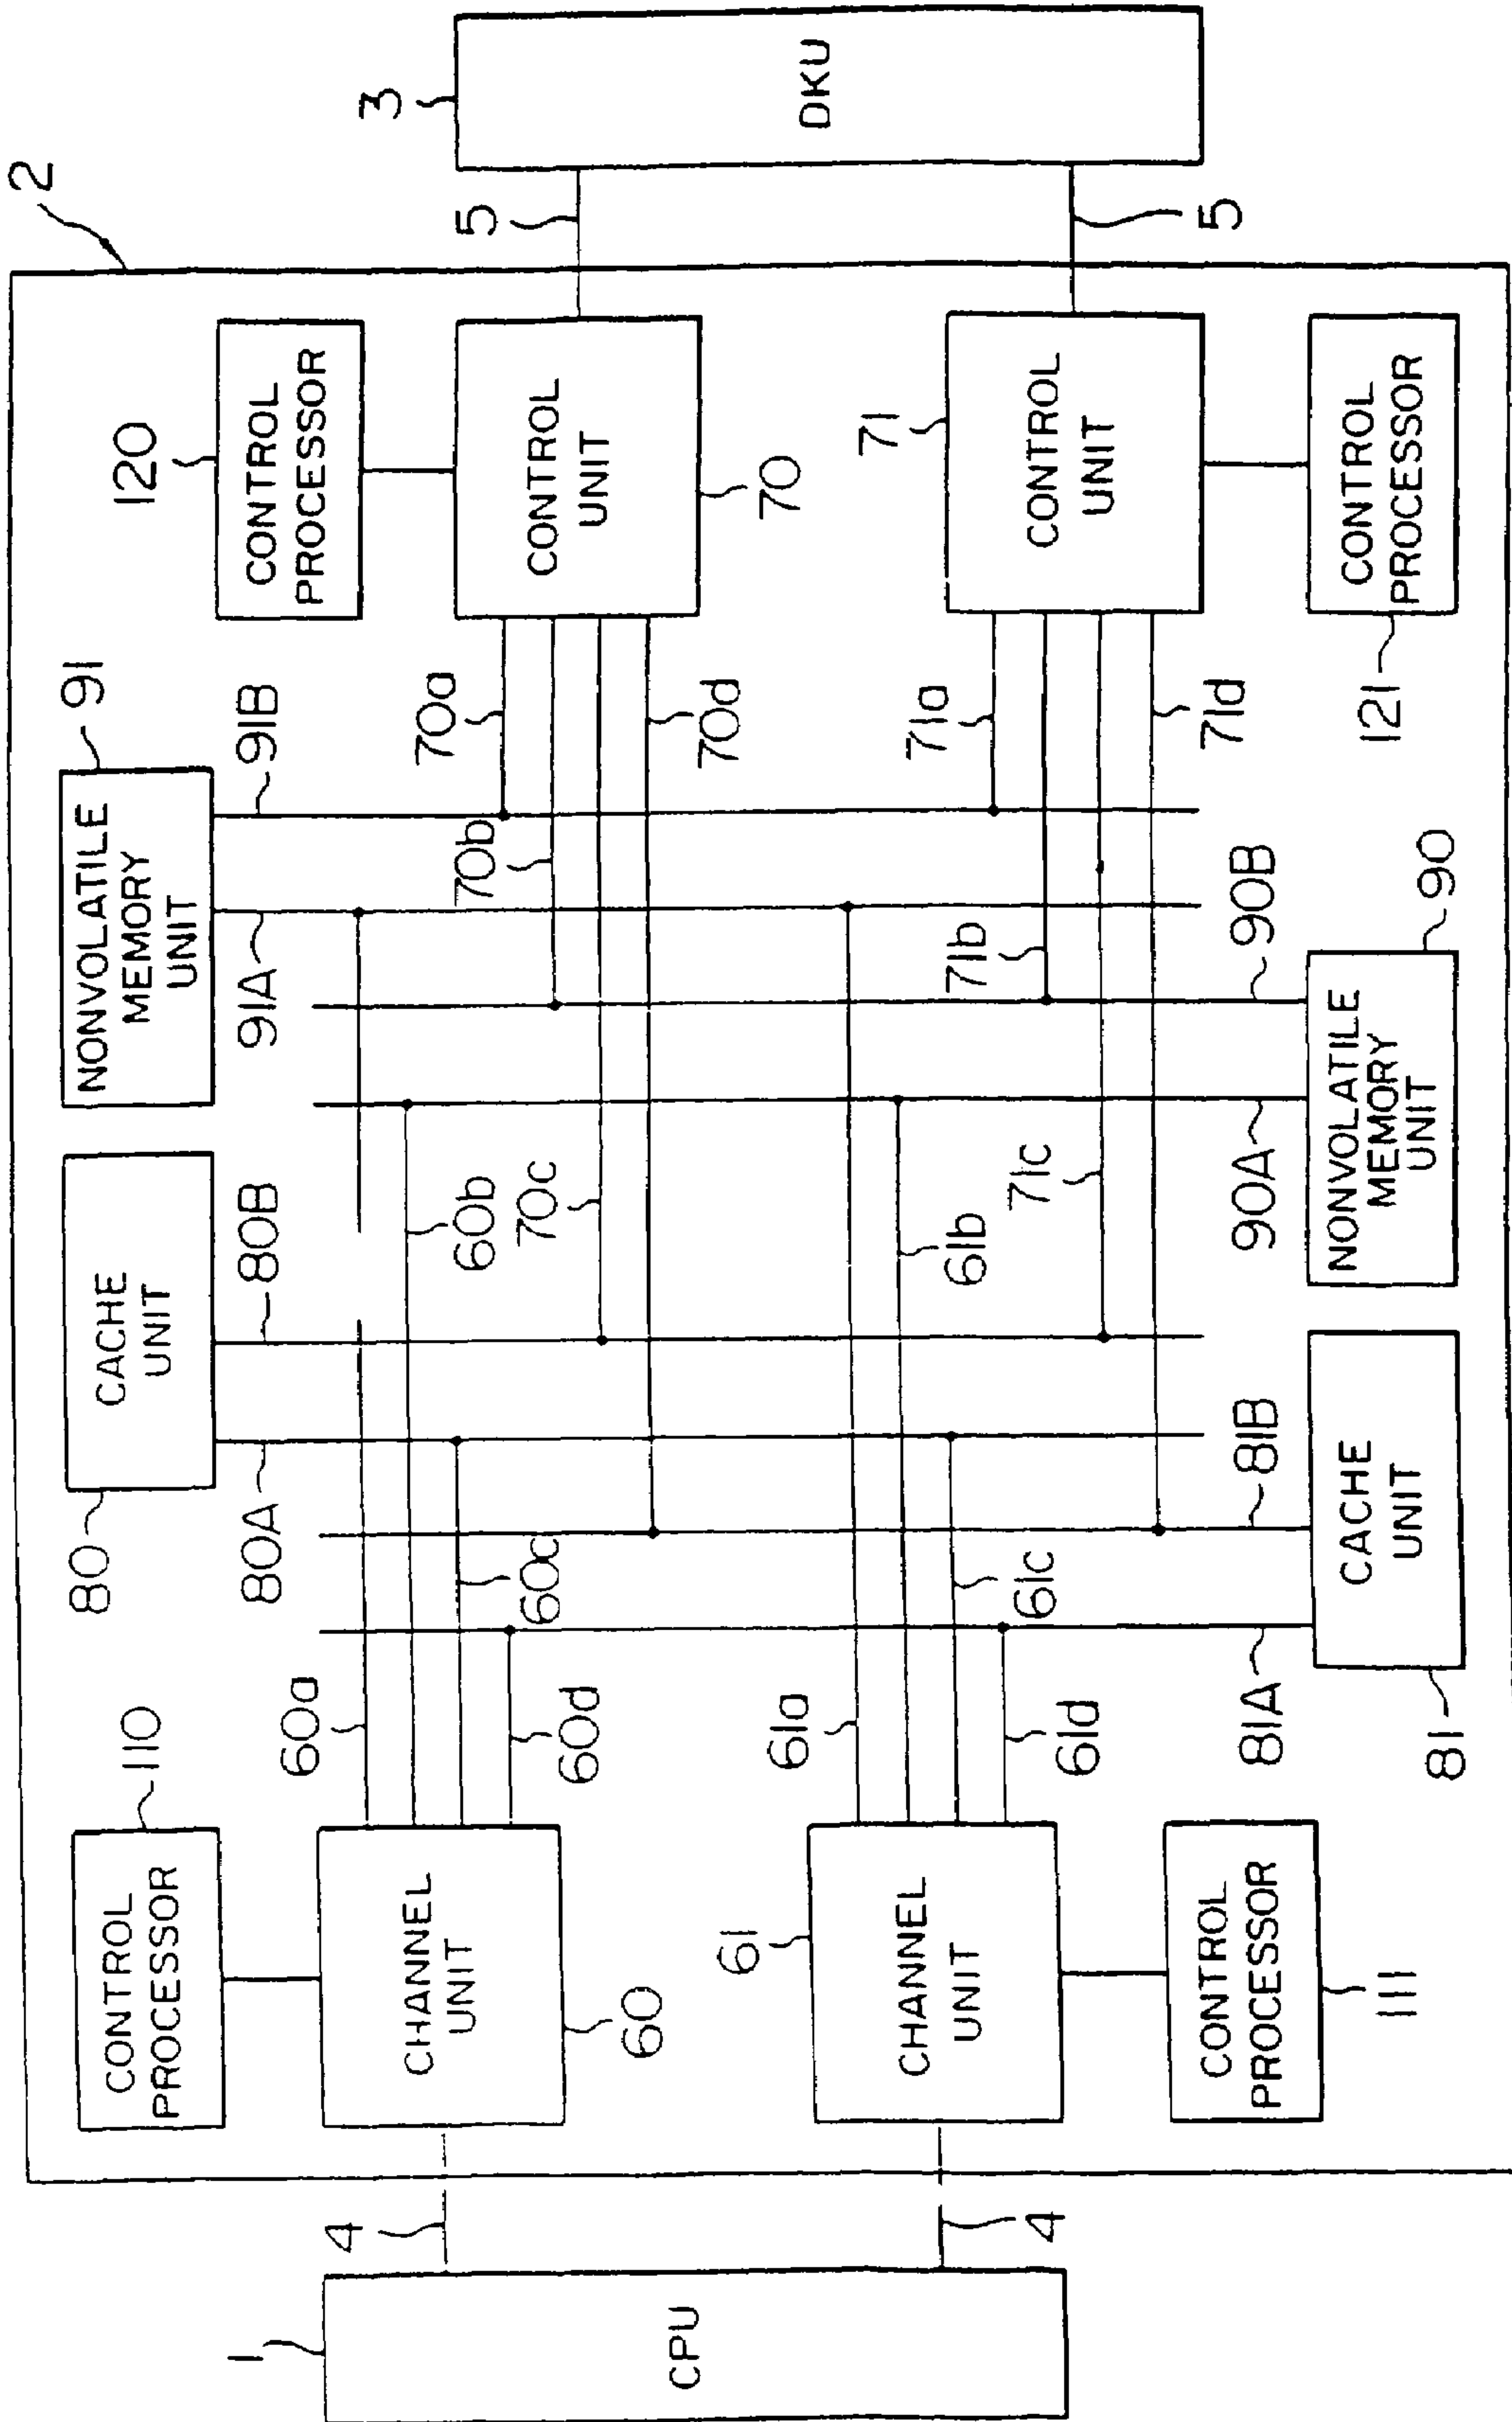 2
CONTROL
PROCESSOR
110
CACHE
UNIT
80
80A
80B
NONVOLATILE
MEMORY
UNIT
91
91A
91B
CONTROL
PROCESSOR
120
1
CPU
4
4
CHANNEL
UNIT
60
60a
60b
60c
60d
70a
70b
70c
70d
CONTROL
UNIT
70
5
5
3
DKU
CHANNEL
UNIT
61
61a
61b
61c
61d
71a
71b
71c
71d
CONTROL
UNIT
71
CONTROL
PROCESSOR
111
CACHE
UNIT
81
81A
81B
NONVOLATILE
MEMORY
UNIT
90
90A
90B
CONTROL
PROCESSOR
121